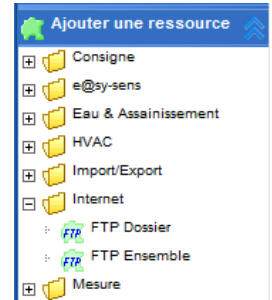 Ajouter une ressource
Consigne
e@sy-sens
Eau & Assainissement
HVAC
Import/Export
Internet
FTP FTP Dossier
FTP FTP Ensemble
Mesure